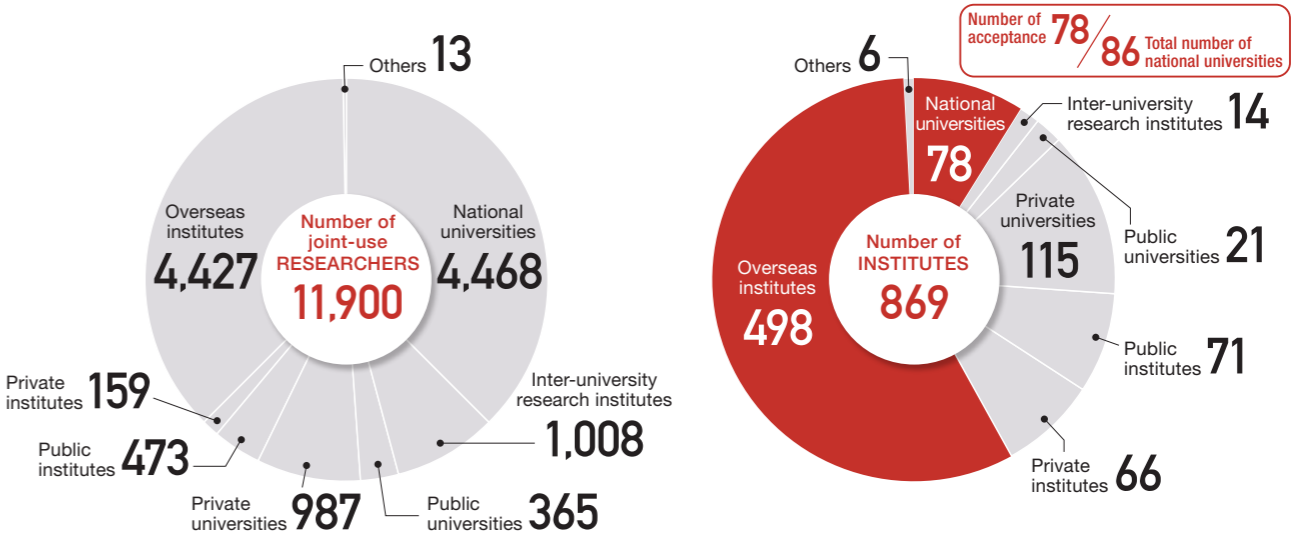 Others 13
National
universities
4,468
Inter-university
research institutes
1,008
Public
universities 365
Private
universities 987
Public
institutes 473
Private
institutes 159
Overseas
institutes
4,427
Number of
joint-use
RESEARCHERS
11,900
Number of
acceptance 78
86 Total number of
national universities
Others 6
National
universities
78
Inter-university
research institutes 14
Public
universities 21
Private
universities
115
Public
institutes 71
Private
institutes 66
Overseas
institutes
498
Number of
INSTITUTES
869